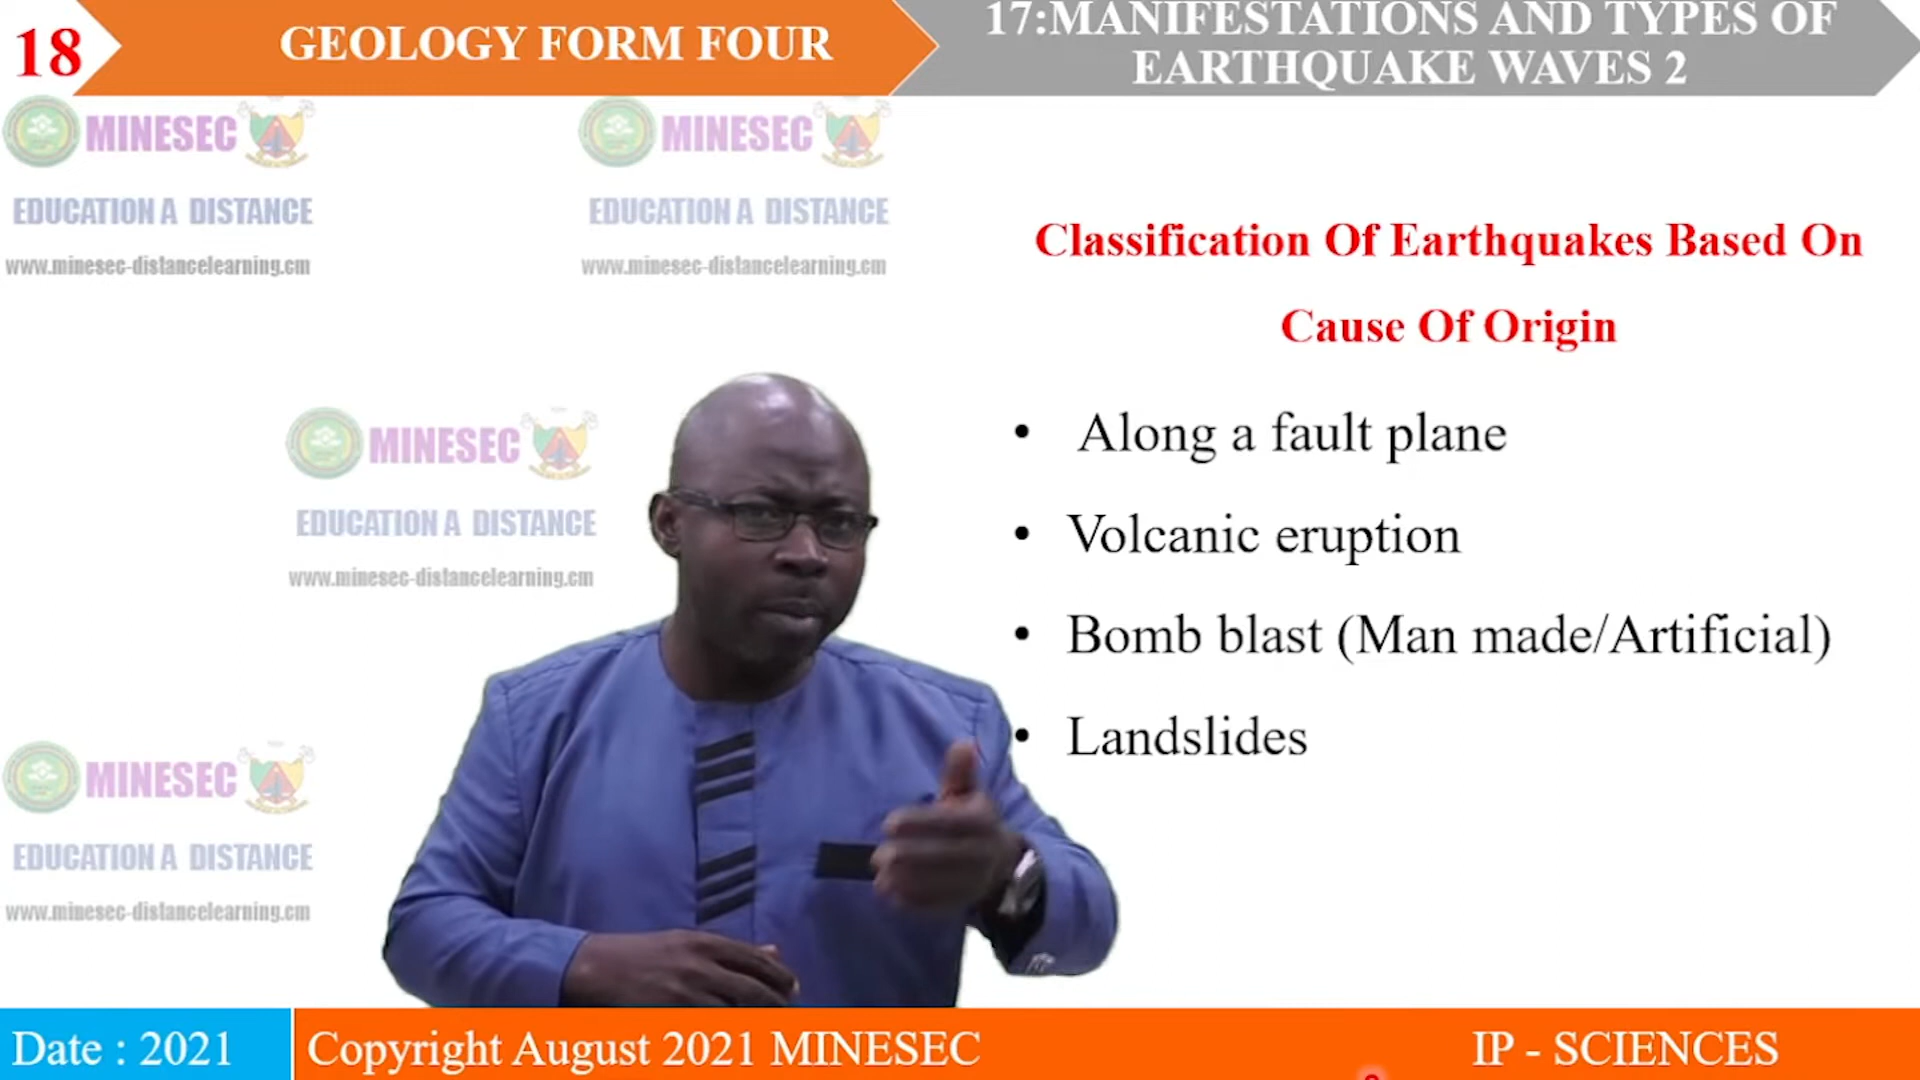 18
GEOLOGY FORM FOUR
17:MANIFESTATIONS AND TYPES OF
EARTHQUAKE WAVES 2
MINESEC
EDUCATION A DISTANCE
www.minesec-distancelearning.cm
MINESEC
EDUCATION A DISTANCE
www.minesec-distancelearning.cm
Classification Of Earthquakes Based On
Cause Of Origin
• Along a fault plane
• Volcanic eruption
• Bomb blast (Man made/Artificial)
• Landslides
MINESEC
EDUCATION A DISTANCE
www.minesec-distancelearning.cm
MINESEC
EDUCATION A DISTANCE
www.minesec-distancelearning.cm
Date : 2021
Copyright August 2021 MINESEC
IP - SCIENCES